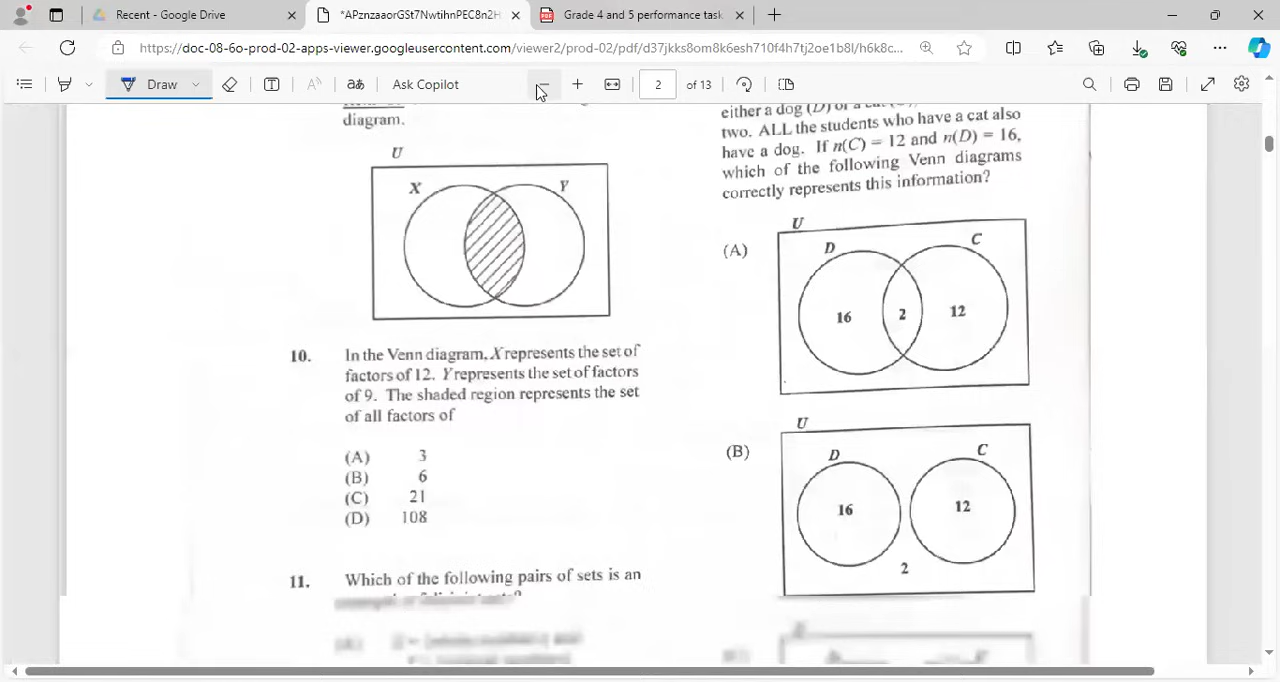 Recent - Google Drive
*APznzaaorGSt7NwtihnPEC8n2H
Grade 4 and 5 performance task
https://doc-08-6o-prod-02-apps-viewer.googleusercontent.com/viewer2/prod-02/pdf/d37jkks8om8k6esh710f4h7tj2oe1b8l/h6k8c...
Draw
Ask Copilot
2 of 13
diagram.
U
X Y
10. In the Venn diagram, X represents the set of
factors of 12. Y represents the set of factors
of 9. The shaded region represents the set
of all factors of
(A) 3
(B) 6
(C) 21
(D) 108
11. Which of the following pairs of sets is an
either a dog (D) or a cat
two. ALL the students who have a cat also
have a dog. If n(C) = 12 and n(D) = 16,
which of the following Venn diagrams
correctly represents this information?
(A)
U
D C
16 2 12
(B)
U
D C
16 12
2